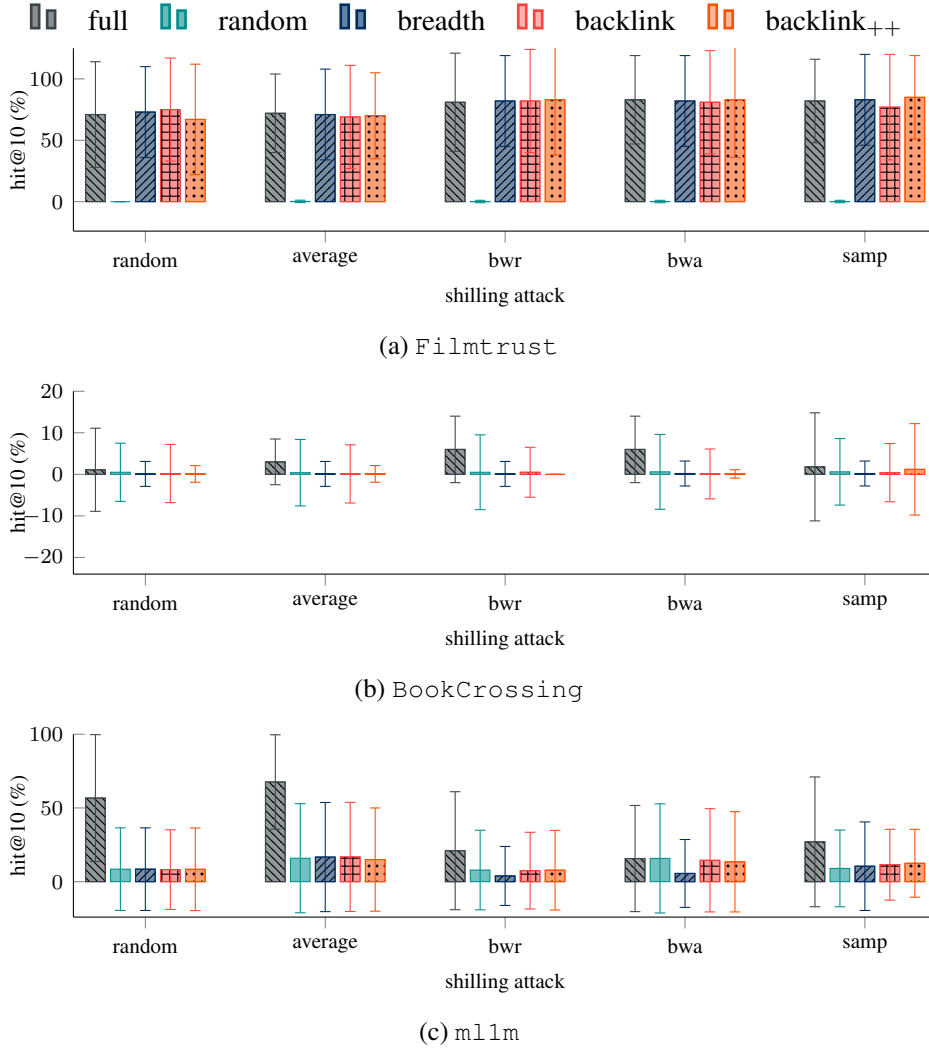 full random breadth backlink backlink++
hit@10 (%)
100
50
0
random average bwr bwa samp
shilling attack
(a) Filmtrust
hit@10 (%)
20
10
0
−10
−20
random average bwr bwa samp
shilling attack
(b) BookCrossing
hit@10 (%)
100
50
0
random average bwr bwa samp
shilling attack
(c) ml1m